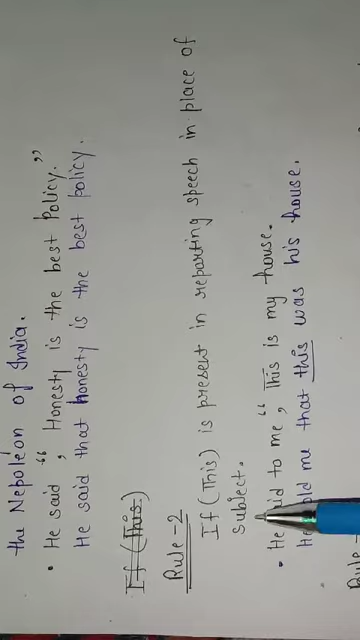 the Nepoleon of India.
• He said, "Honesty is the best Policy."
He said that honesty is the best policy.
If (This)
Rule-2
If (This) is present in reporting speech in place of
subject.
• He said to me, "This is my house.
He told me that this was his house.
Rule-